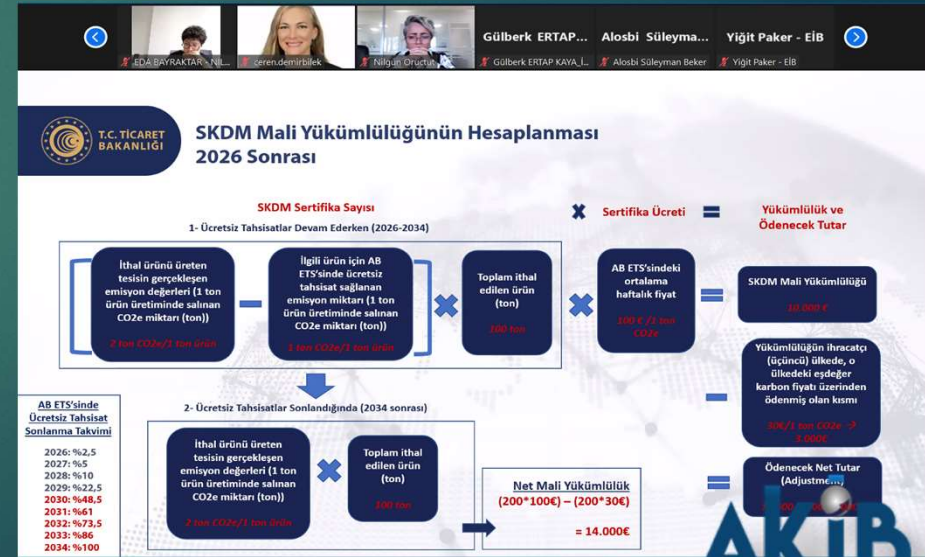 EDA BAYRAKTAR - NIL...
ceren.demirbilek
Nilgün Oruçtut
Gülberk ERTAP...
Gülberk ERTAP KAYA_İ...
Alosbi Süleyma...
Alosbi Süleyman Beker
Yiğit Paker - EİB
Yiğit Paker - EİB
T.C. TİCARET
BAKANLIĞI
SKDM Mali Yükümlülüğünün Hesaplanması
2026 Sonrası
SKDM Sertifika Sayısı
Sertifika Ücreti
Yükümlülük ve
Ödenecek Tutar
1- Ücretsiz Tahsisatlar Devam Ederken (2026-2034)
İthal ürünü üreten
tesisin gerçekleşen
emisyon değerleri (1 ton
ürün üretiminde salınan
CO2e miktarı (ton))
2 ton CO2e/1 ton ürün
İlgili ürün için AB
ETS'sinde ücretsiz
tahsisat sağlanan
emisyon miktarı (1 ton
ürün üretiminde salınan
CO2e miktarı (ton))
1 ton CO2e/1 ton ürün
Toplam ithal
edilen ürün
(ton)
100 ton
AB ETS'sindeki
ortalama
haftalık fiyat
100 € /1 ton
CO2e
SKDM Mali Yükümlülüğü
10.000 €
Yükümlülüğün ihracatçı
(üçüncü) ülkede, o
ülkedeki eşdeğer
karbon fiyatı üzerinden
ödenmiş olan kısmı
30€/1 ton CO2e →
3.000€
Ödenecek Net Tutar
(Adjustment)
2- Ücretsiz Tahsisatlar Sonlandığında (2034 sonrası)
İthal ürünü üreten
tesisin gerçekleşen
emisyon değerleri (1 ton
ürün üretiminde salınan
CO2e miktarı (ton))
2 ton CO2e/1 ton ürün
Toplam ithal
edilen ürün
(ton)
100 ton
Net Mali Yükümlülük
(200*100€) – (200*30€)
= 14.000€
AB ETS'sinde
Ücretsiz Tahsisat
Sonlanma Takvimi
2026: %2,5
2027: %5
2028: %10
2029: %22,5
2030: %48,5
2031: %61
2032: %73,5
2033: %86
2034: %100
AKİB